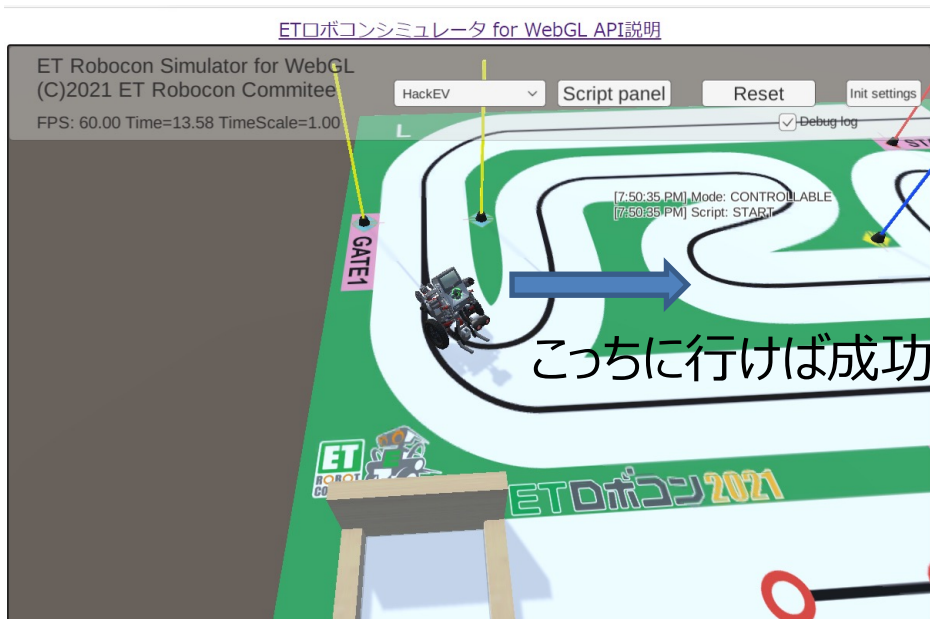 ETロボコンシミュレータ for WebGL API説明
ET Robocon Simulator for WebGL
(C)2021 ET Robocon Commitee
HackEV
Script panel
Reset
Init settings
FPS: 60.00 Time=13.58 TimeScale=1.00
L
Debug log
[7:50:35 PM] Mode: CONTROLLABLE
[7:50:35 PM] Script: START
GATE1
こっちに行けば成功
ET
ROBOT
ETロボコン2021